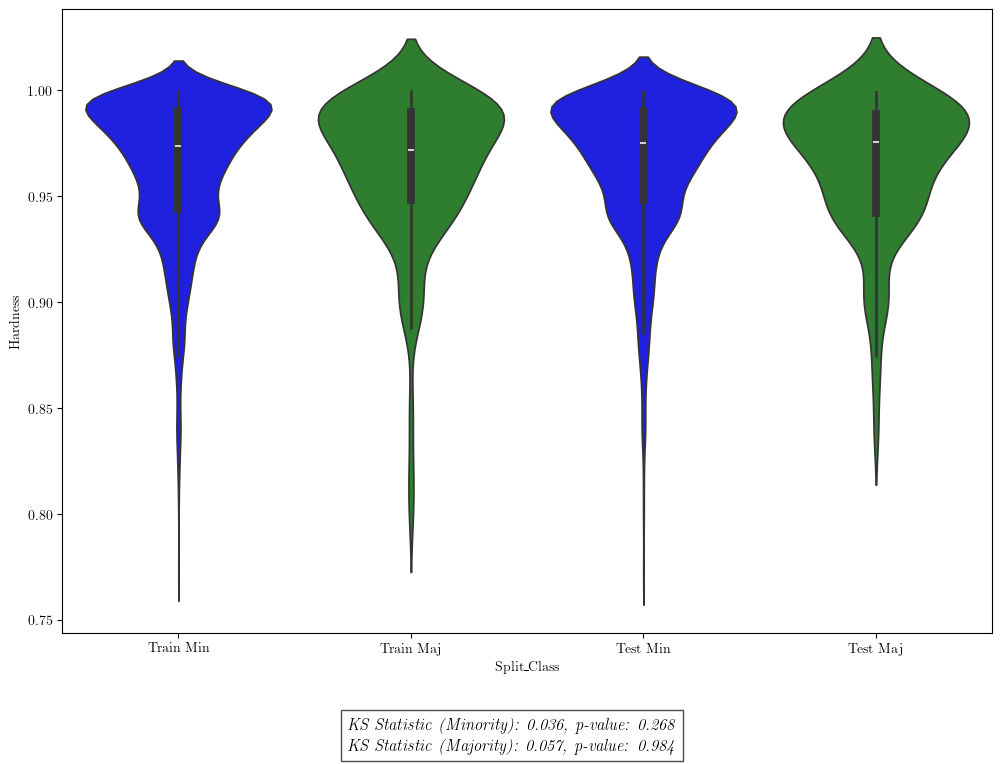 1.00
0.95
0.90
0.85
0.80
0.75
Hardness
Train Min
Train Maj
Test Min
Test Maj
Split_Class
KS Statistic (Minority): 0.036, p-value: 0.268
KS Statistic (Majority): 0.057, p-value: 0.984